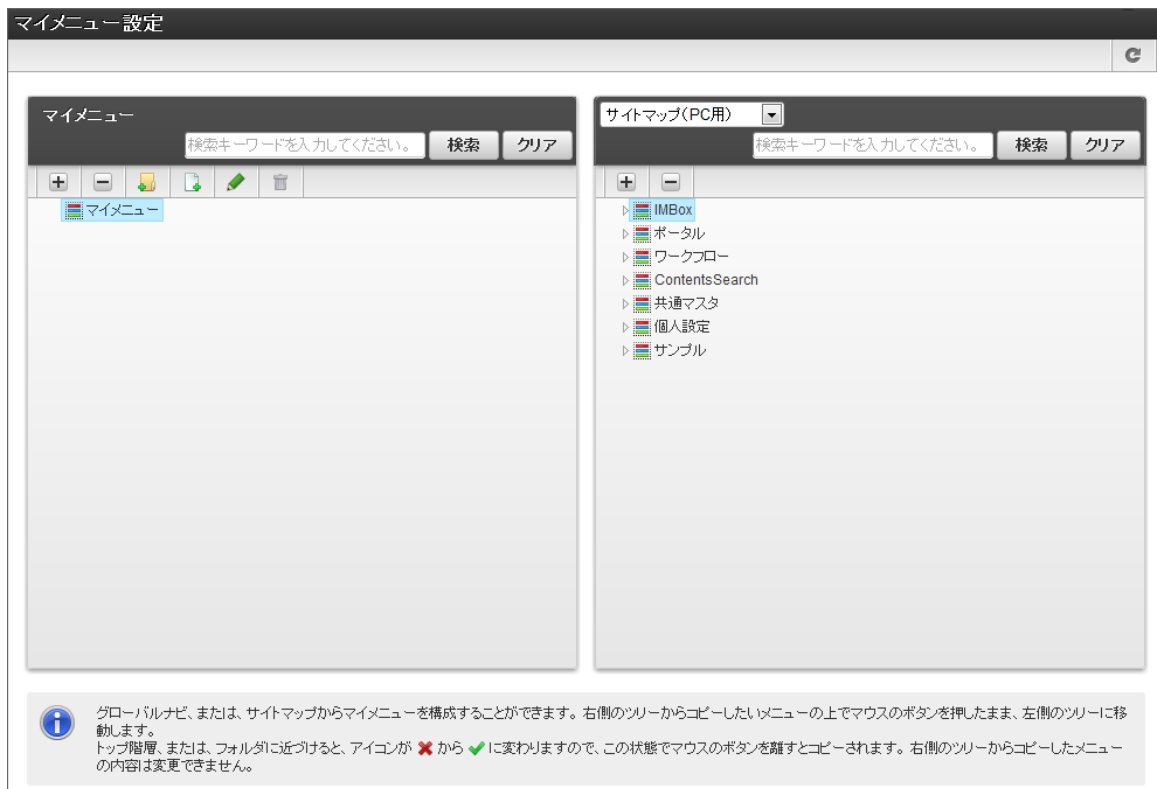 マイメニュー設定
マイメニュー
検索キーワードを入力してください。 検索 クリア
マイメニュー
サイトマップ(PC用)
検索キーワードを入力してください。 検索 クリア
IMBox
ポータル
ワークフロー
ContentsSearch
共通マスタ
個人設定
サンプル
グローバルナビ、または、サイトマップからマイメニューを構成することができます。右側のツリーからコピーしたいメニューの上でマウスのボタンを押したまま、左側のツリーに移
動します。
トップ階層、または、フォルダに近づけると、アイコンが ✖ から ✔ に変わりますので、この状態でマウスのボタンを離すとコピーされます。右側のツリーからコピーしたメニュー
の内容は変更できません。